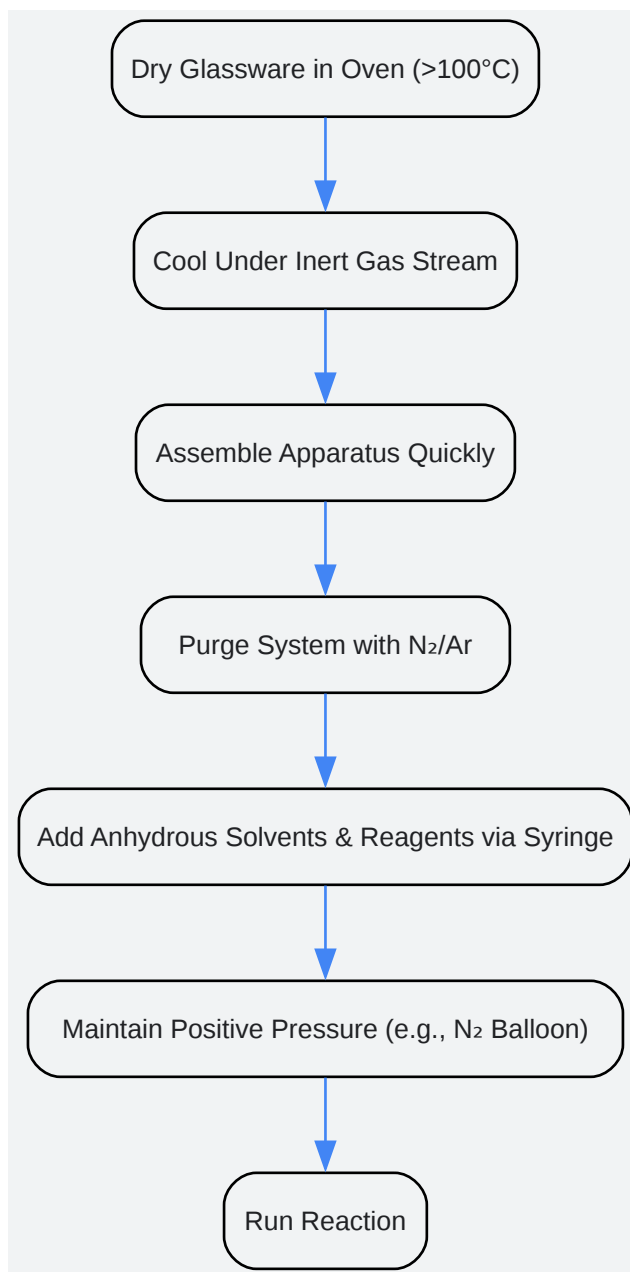 Dry Glassware in Oven (>100°C)
Cool Under Inert Gas Stream
Assemble Apparatus Quickly
Purge System with N₂/Ar
Add Anhydrous Solvents & Reagents via Syringe
Maintain Positive Pressure (e.g., N₂ Balloon)
Run Reaction